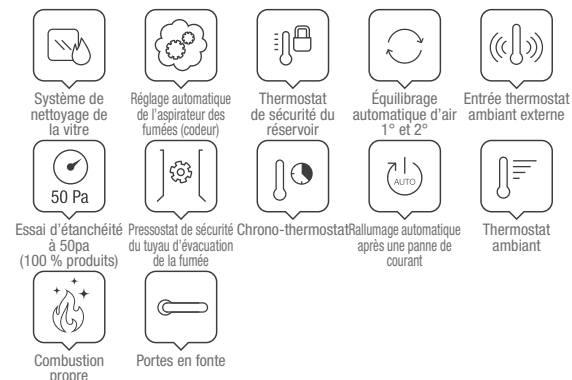 Système de
nettoyage de
la vitre
Réglage automatique
de l'aspirateur des
fumées (codeur)
Thermostat
de sécurité du
réservoir
Équilibrage
automatique d'air
1° et 2°
Entrée thermostat
ambiant externe
50 Pa
Essai d'étanchéité
à 50pa
(100 % produits)
Pressostat de sécurité
du tuyau d'évacuation
de la fumée
Chrono-thermostat
AUTO
Rallumage automatique
après une panne de
courant
Thermostat
ambiant
Combustion
propre
Portes en fonte